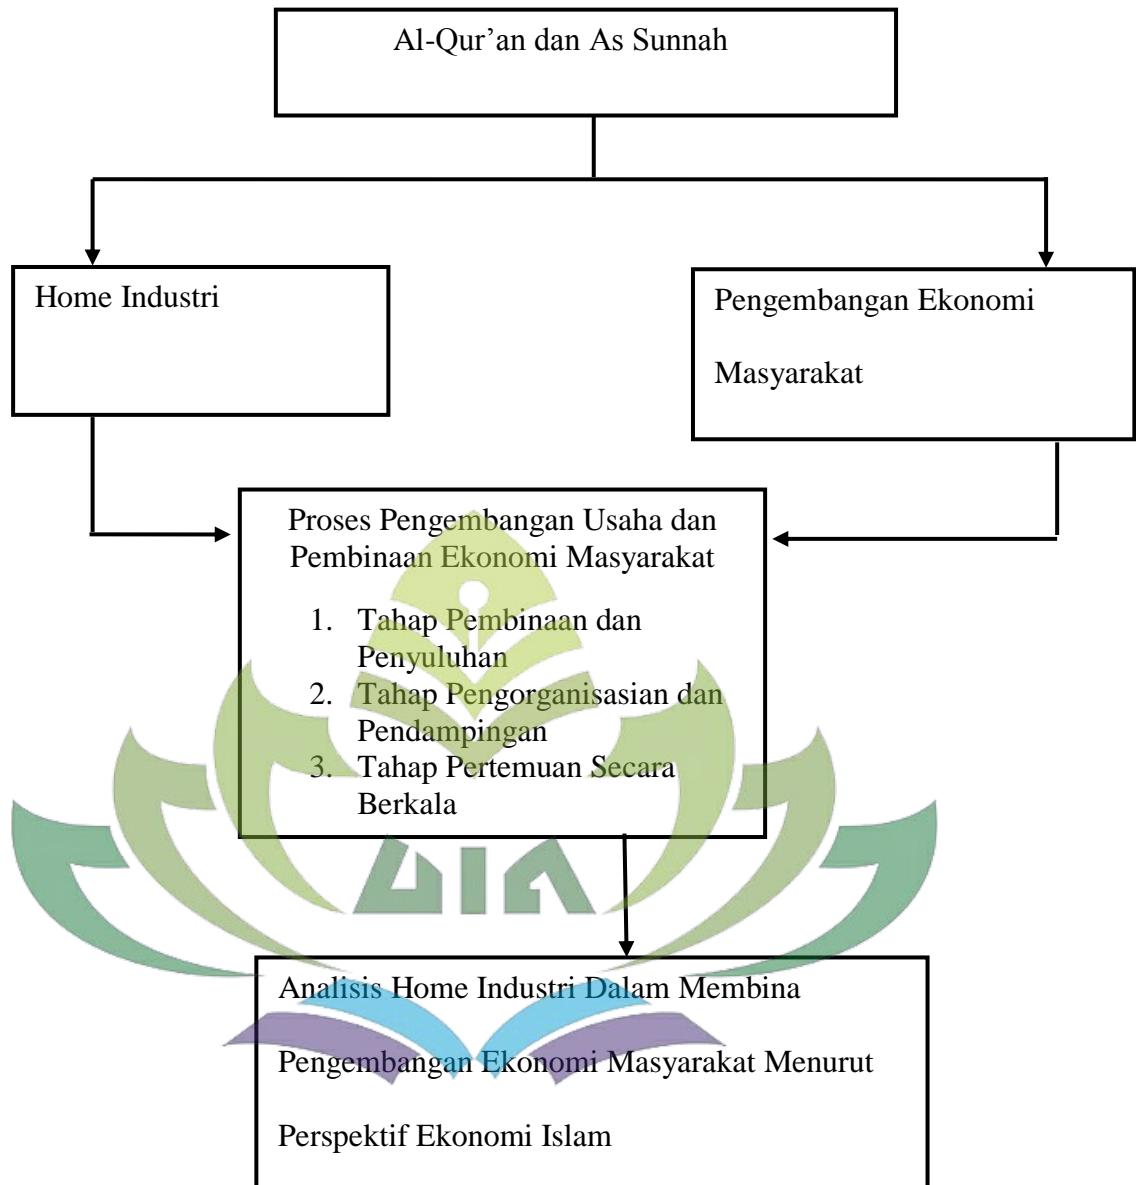 Al-Qur’an dan As Sunnah
Home Industri
Pengembangan Ekonomi
Masyarakat
Proses Pengembangan Usaha dan
Pembinaan Ekonomi Masyarakat
1. Tahap Pembinaan dan
Penyuluhan
2. Tahap Pengorganisasian dan
Pendampingan
3. Tahap Pertemuan Secara
Berkala
UIN
Analisis Home Industri Dalam Membina
Pengembangan Ekonomi Masyarakat Menurut
Perspektif Ekonomi Islam